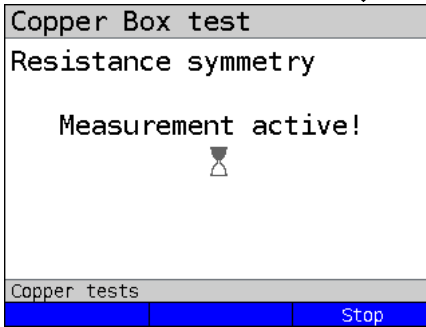 Copper Box test
Resistance symmetry
Measurement active!
Copper tests
Stop